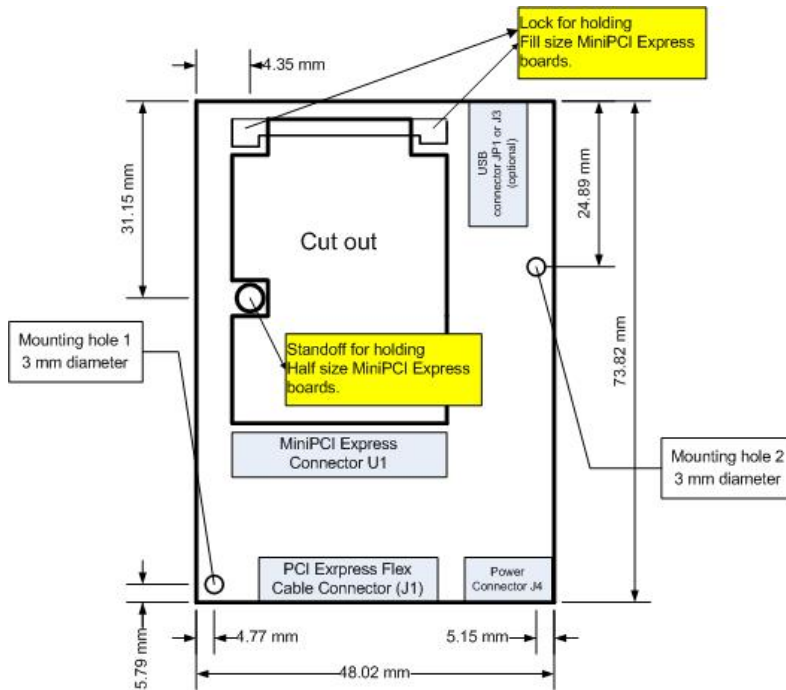 Lock for holding
Fill size MiniPCI Express
boards.
4.35 mm
31.15 mm
USB
connector JP1 or J3
(optional)
24.89 mm
Cut out
73.82 mm
Mounting hole 1
3 mm diameter
Standoff for holding
Half size MiniPCI Express
boards.
MiniPCI Express
Connector U1
Mounting hole 2
3 mm diameter
PCI Exrpress Flex
Cable Connector (J1)
Power
Connector J4
5.79 mm
4.77 mm
5.15 mm
48.02 mm